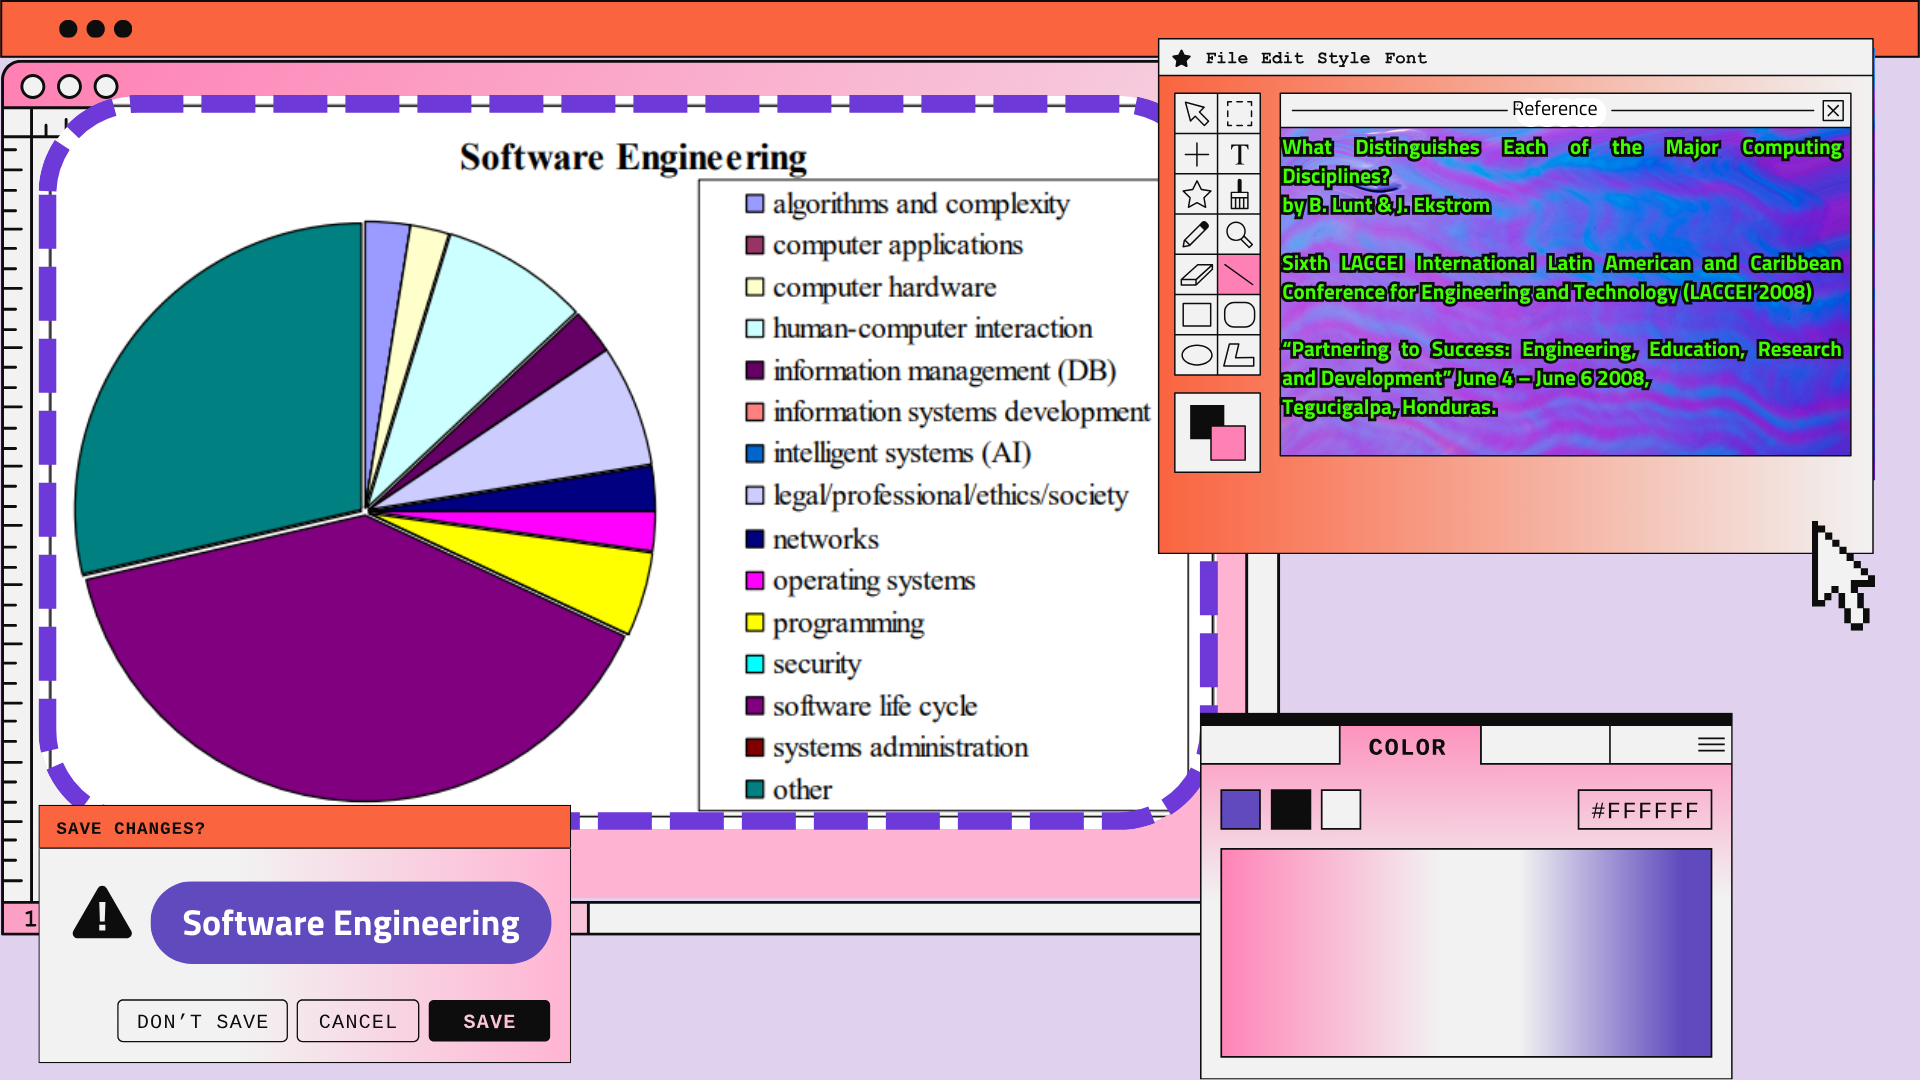 File Edit Style Font
Reference
What Distinguishes Each of the Major Computing
Disciplines?
by B. Lunt & J. Ekstrom
Sixth LACCEI International Latin American and Caribbean
Conference for Engineering and Technology (LACCEI’2008)
“Partnering to Success: Engineering, Education, Research
and Development” June 4 – June 6 2008,
Tegucigalpa, Honduras.
T
Software Engineering
algorithms and complexity
computer applications
computer hardware
human-computer interaction
information management (DB)
information systems development
intelligent systems (AI)
legal/professional/ethics/society
networks
operating systems
programming
security
software life cycle
systems administration
other
COLOR
#FFFFFF
SAVE CHANGES?
! Software Engineering
1
DON’T SAVE CANCEL SAVE